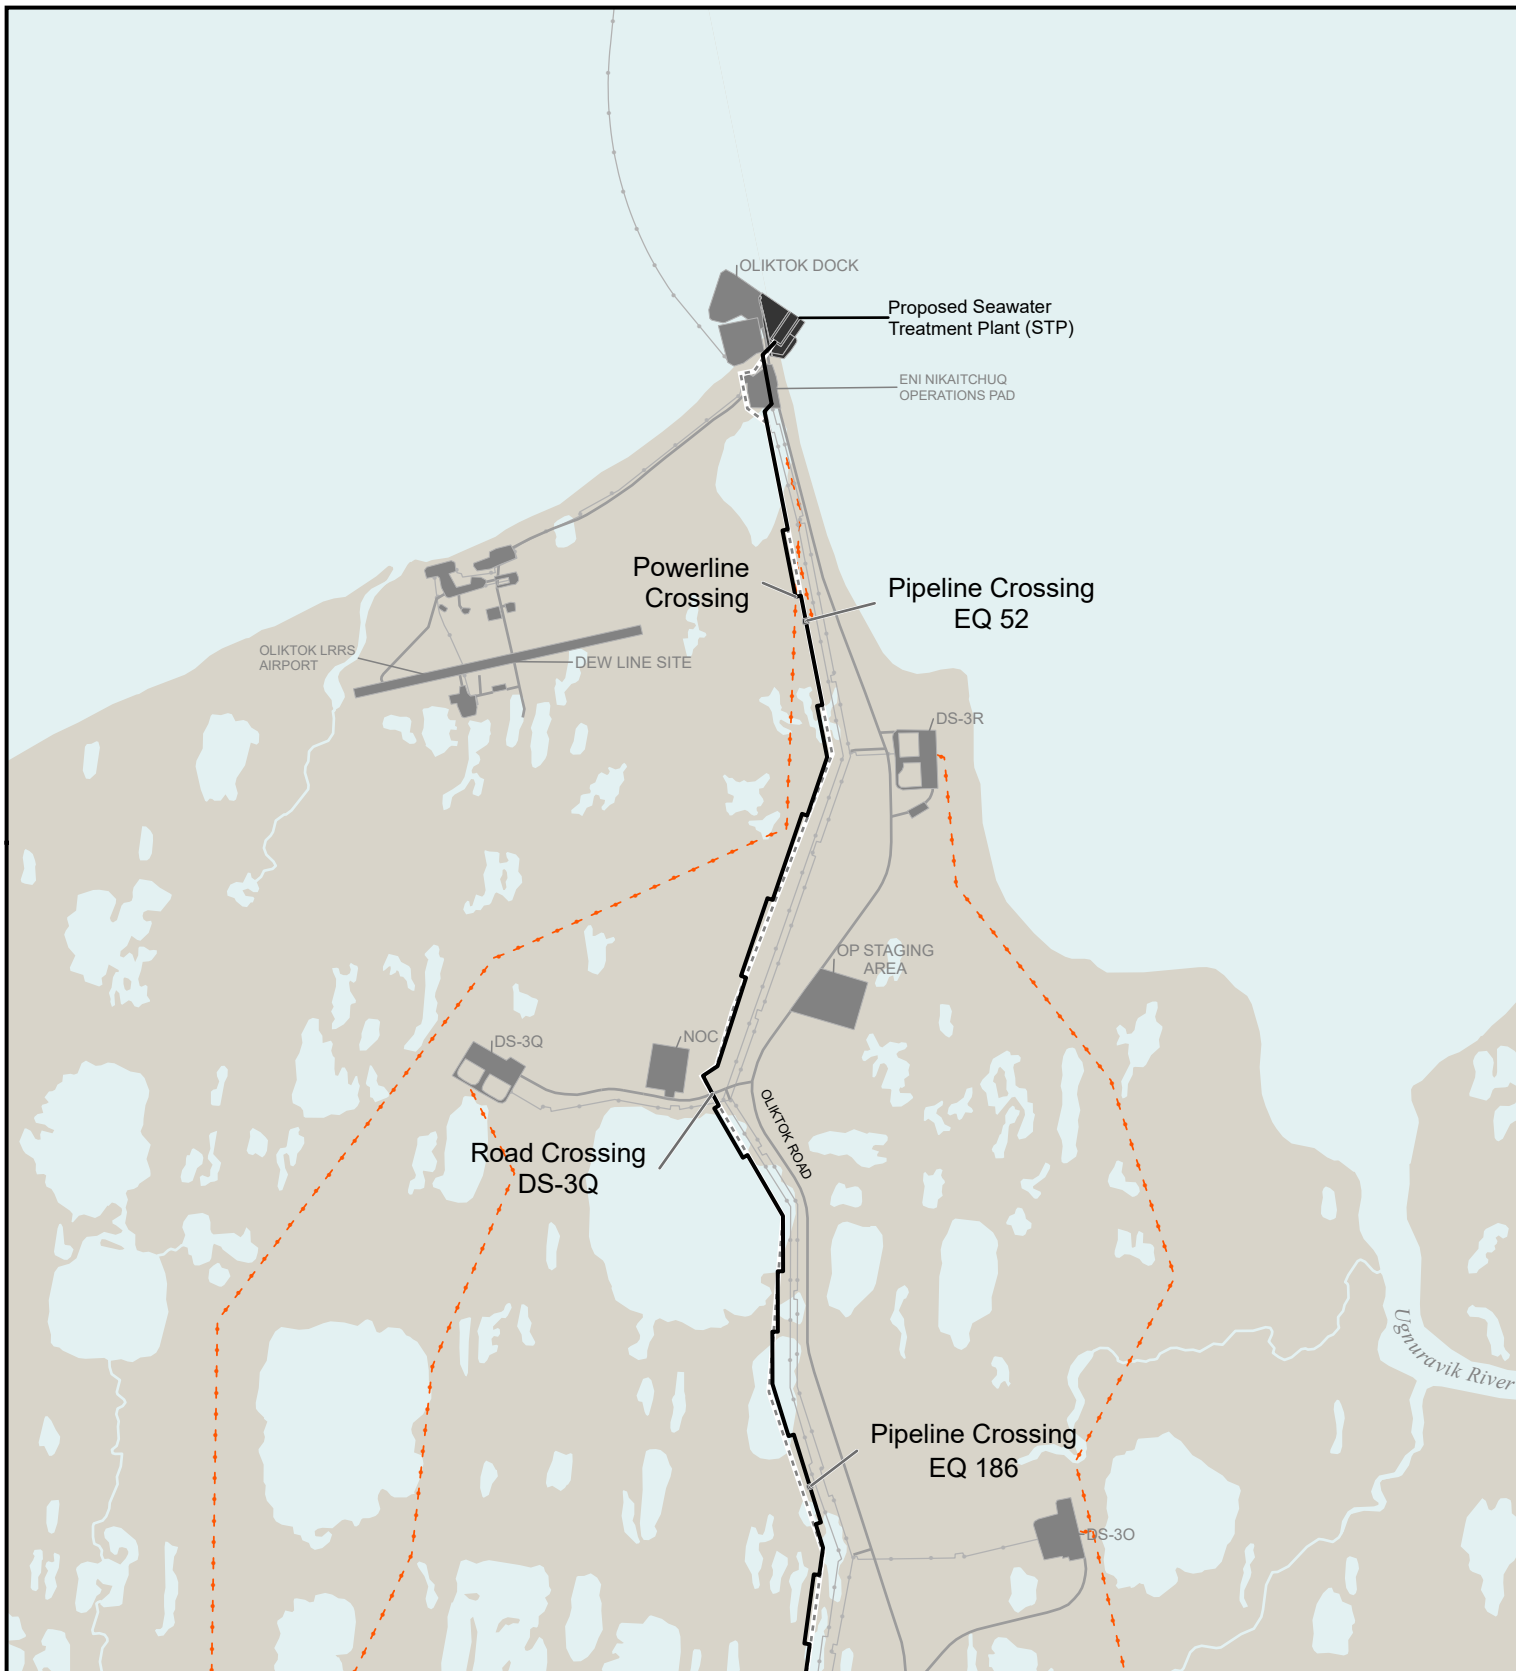 OLIKTOK DOCK
Proposed Seawater
Treatment Plant (STP)
ENI NIKAITCHUQ
OPERATIONS PAD
Powerline
Crossing
Pipeline Crossing
EQ 52
OLIKTOK LRRS
AIRPORT
DEW LINE SITE
DS-3R
OP STAGING
AREA
DS-3Q
NOC
OLIKTOK ROAD
Road Crossing
DS-3Q
Ugnuravik River
Pipeline Crossing
EQ 186
DS-3O